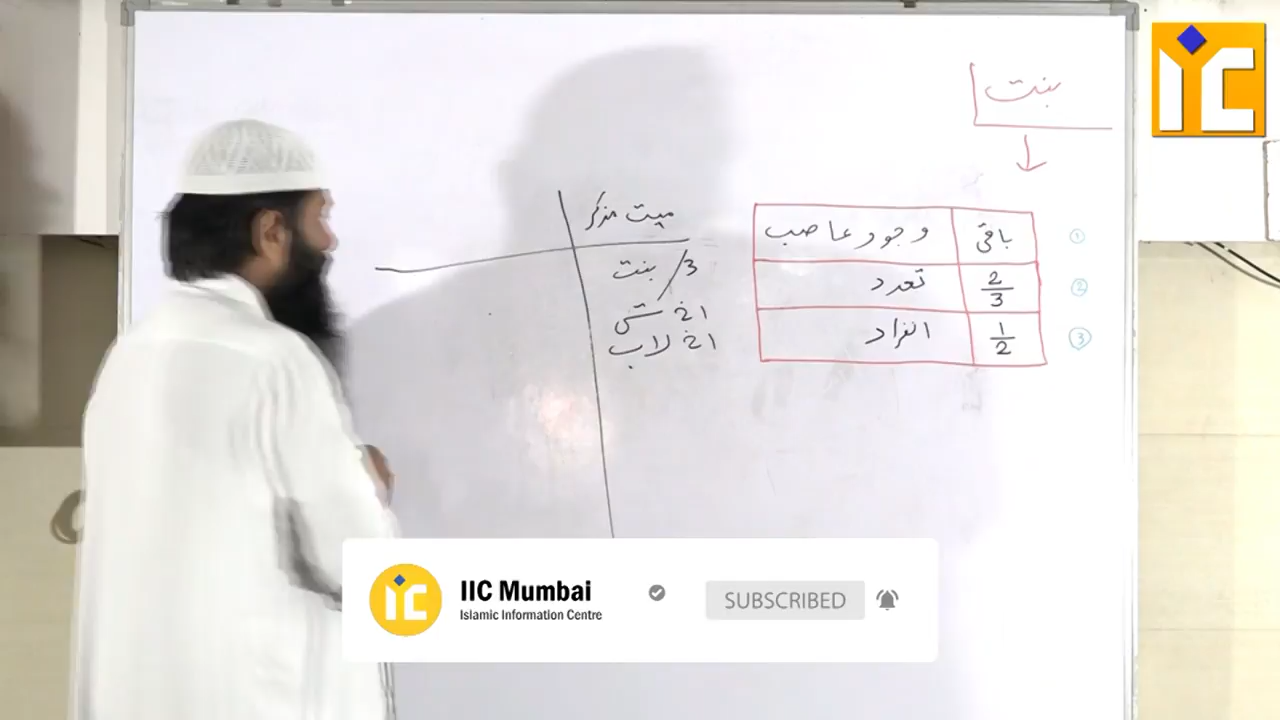 بنت
باقی وجود عاصب ①
2/3 تعدد ②
1/2 انفراد ③
میت مذکر
3/ بنت
اخ ش
اخ لاب
IYC
IIC Mumbai
Islamic Information Centre
SUBSCRIBED